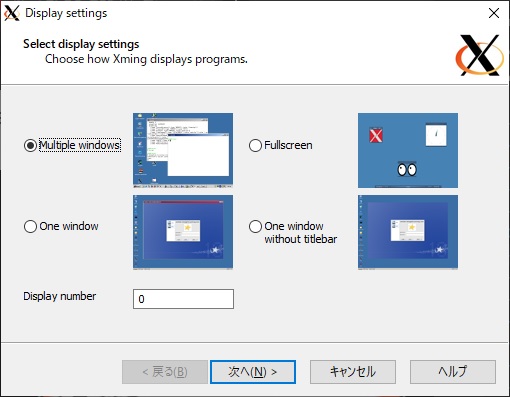 Display settings
Select display settings
Choose how Xming displays programs.
Multiple windows
Fullscreen
One window
One window
without titlebar
Display number
0
< 戻る(B)
次へ(N) >
キャンセル
ヘルプ